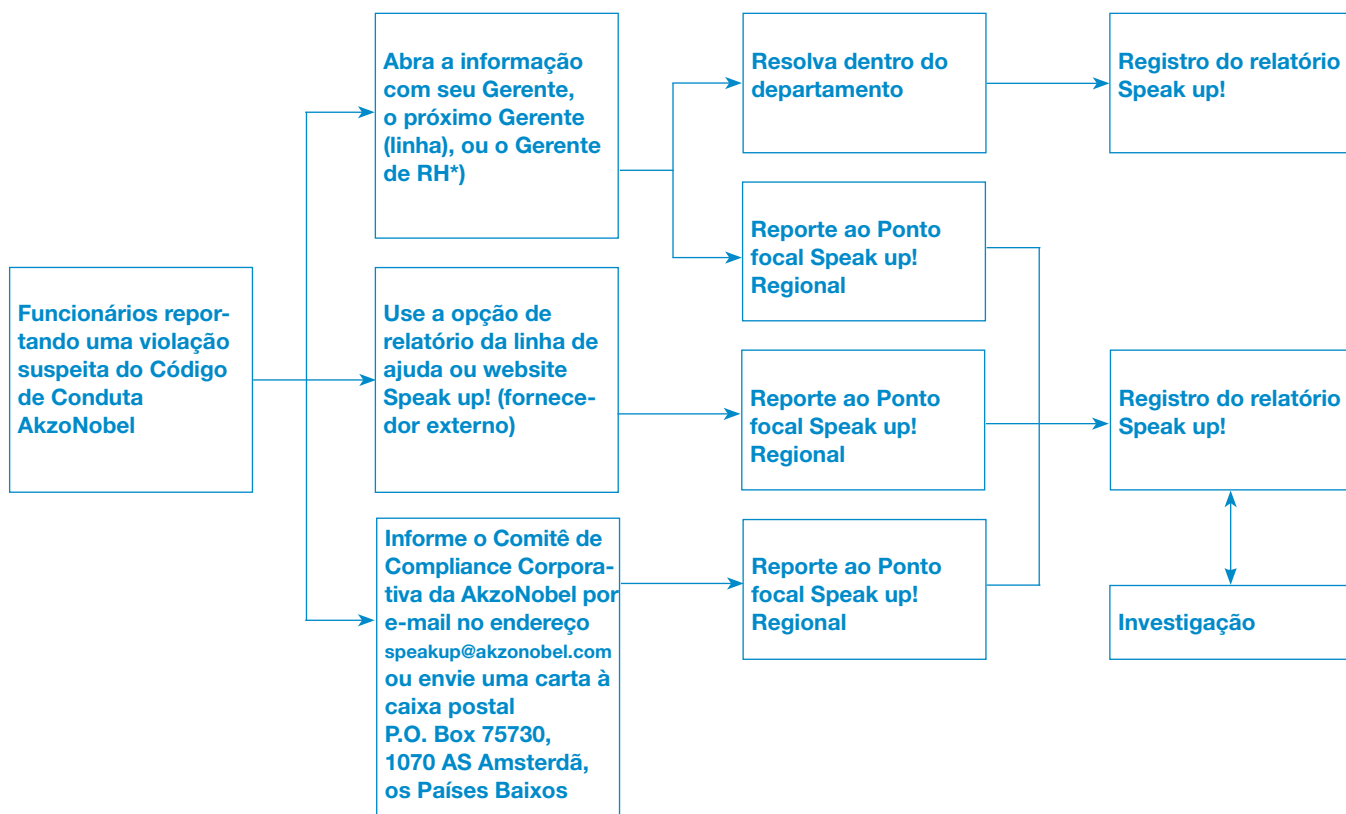 Funcionários repor-
tando uma violação
suspeita do Código
de Conduta
AkzoNobel
Abra a informação
com seu Gerente,
o próximo Gerente
(linha), ou o Gerente
de RH*)
Resolva dentro do
departamento
Registro do relatório
Speak up!
Reporte ao Ponto
focal Speak up!
Regional
Use a opção de
relatório da linha de
ajuda ou website
Speak up! (fornece-
dor externo)
Reporte ao Ponto
focal Speak up!
Regional
Registro do relatório
Speak up!
Informe o Comitê de
Compliance Corpora-
tiva da AkzoNobel por
e-mail no endereço
speakup@akzonobel.com
ou envie uma carta à
caixa postal
P.O. Box 75730,
1070 AS Amsterdã,
os Países Baixos
Reporte ao Ponto
focal Speak up!
Regional
Investigação